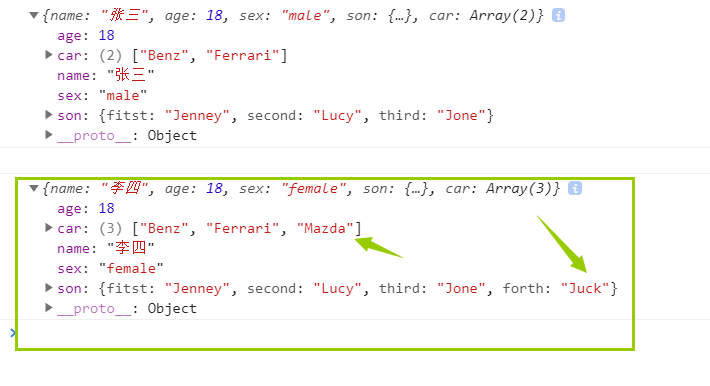 ▼{name: "张三", age: 18, sex: "male", son: {…}, car: Array(2)} i
age: 18
▶car: (2) ["Benz", "Ferrari"]
name: "张三"
sex: "male"
▶son: {fitst: "Jenney", second: "Lucy", third: "Jone"}
▶__proto__: Object
▼{name: "李四", age: 18, sex: "female", son: {…}, car: Array(3)} i
age: 18
▶car: (3) ["Benz", "Ferrari", "Mazda"]
name: "李四"
sex: "female"
▶son: {fitst: "Jenney", second: "Lucy", third: "Jone", forth: "Juck"}
▶__proto__: Object